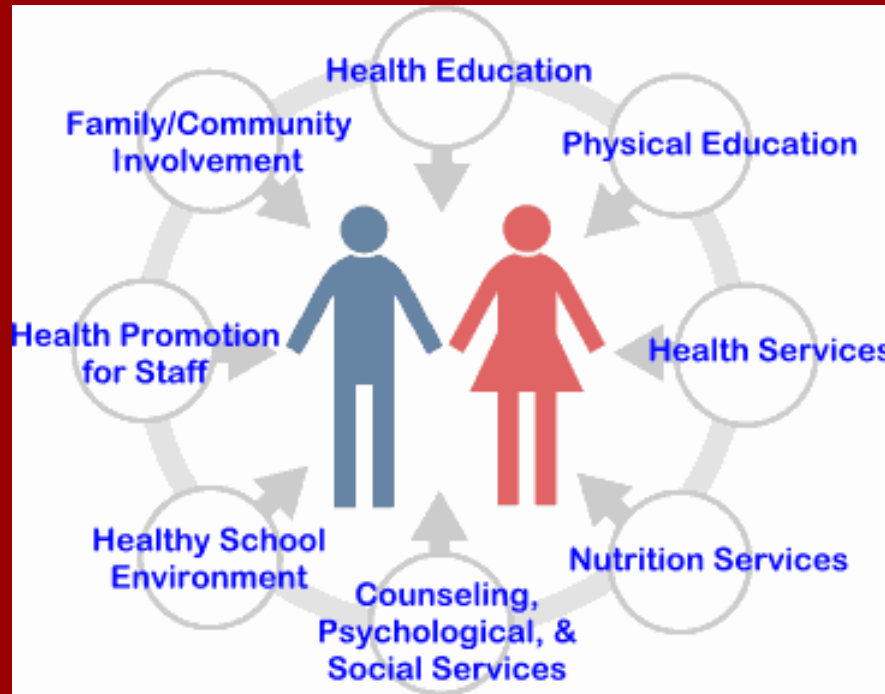 Health Education
Physical Education
Health Services
Nutrition Services
Counseling,
Psychological, &
Social Services
Healthy School
Environment
Health Promotion
for Staff
Family/Community
Involvement